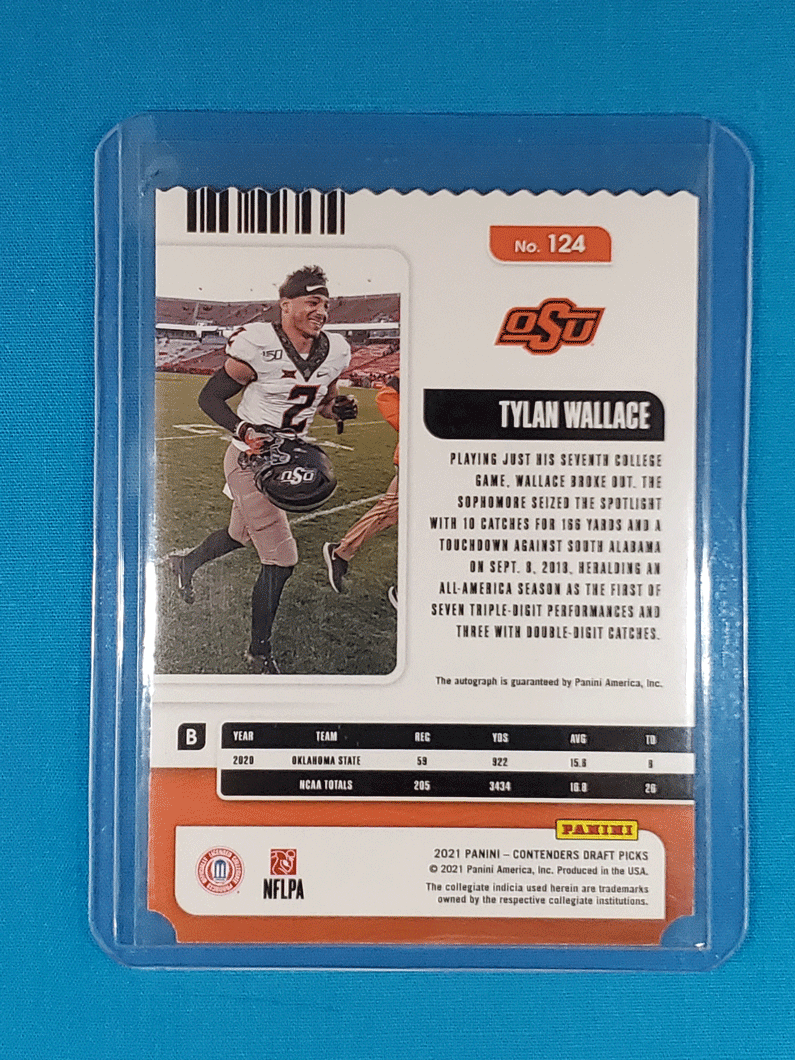 No. 124
OSU
TYLAN WALLACE
PLAYING JUST HIS SEVENTH COLLEGE
GAME, WALLACE BROKE OUT. THE
SOPHOMORE SEIZED THE SPOTLIGHT
WITH 10 CATCHES FOR 166 YARDS AND A
TOUCHDOWN AGAINST SOUTH ALABAMA
ON SEPT. 8, 2018, HERALDING AN
ALL-AMERICA SEASON AS THE FIRST OF
SEVEN TRIPLE-DIGIT PERFORMANCES AND
THREE WITH DOUBLE-DIGIT CATCHES.
The autograph is guaranteed by Panini America, Inc.
150
2
2
OSU
B
YEAR TEAM REC YDS AVG TD
2020 OKLAHOMA STATE 59 922 15.6 6
NCAA TOTALS 205 3434 16.8 26
PANINI
2021 PANINI – CONTENDERS DRAFT PICKS
© 2021 Panini America, Inc. Produced in the USA.
The collegiate indicia used herein are trademarks
owned by the respective collegiate institutions.
NFLPA